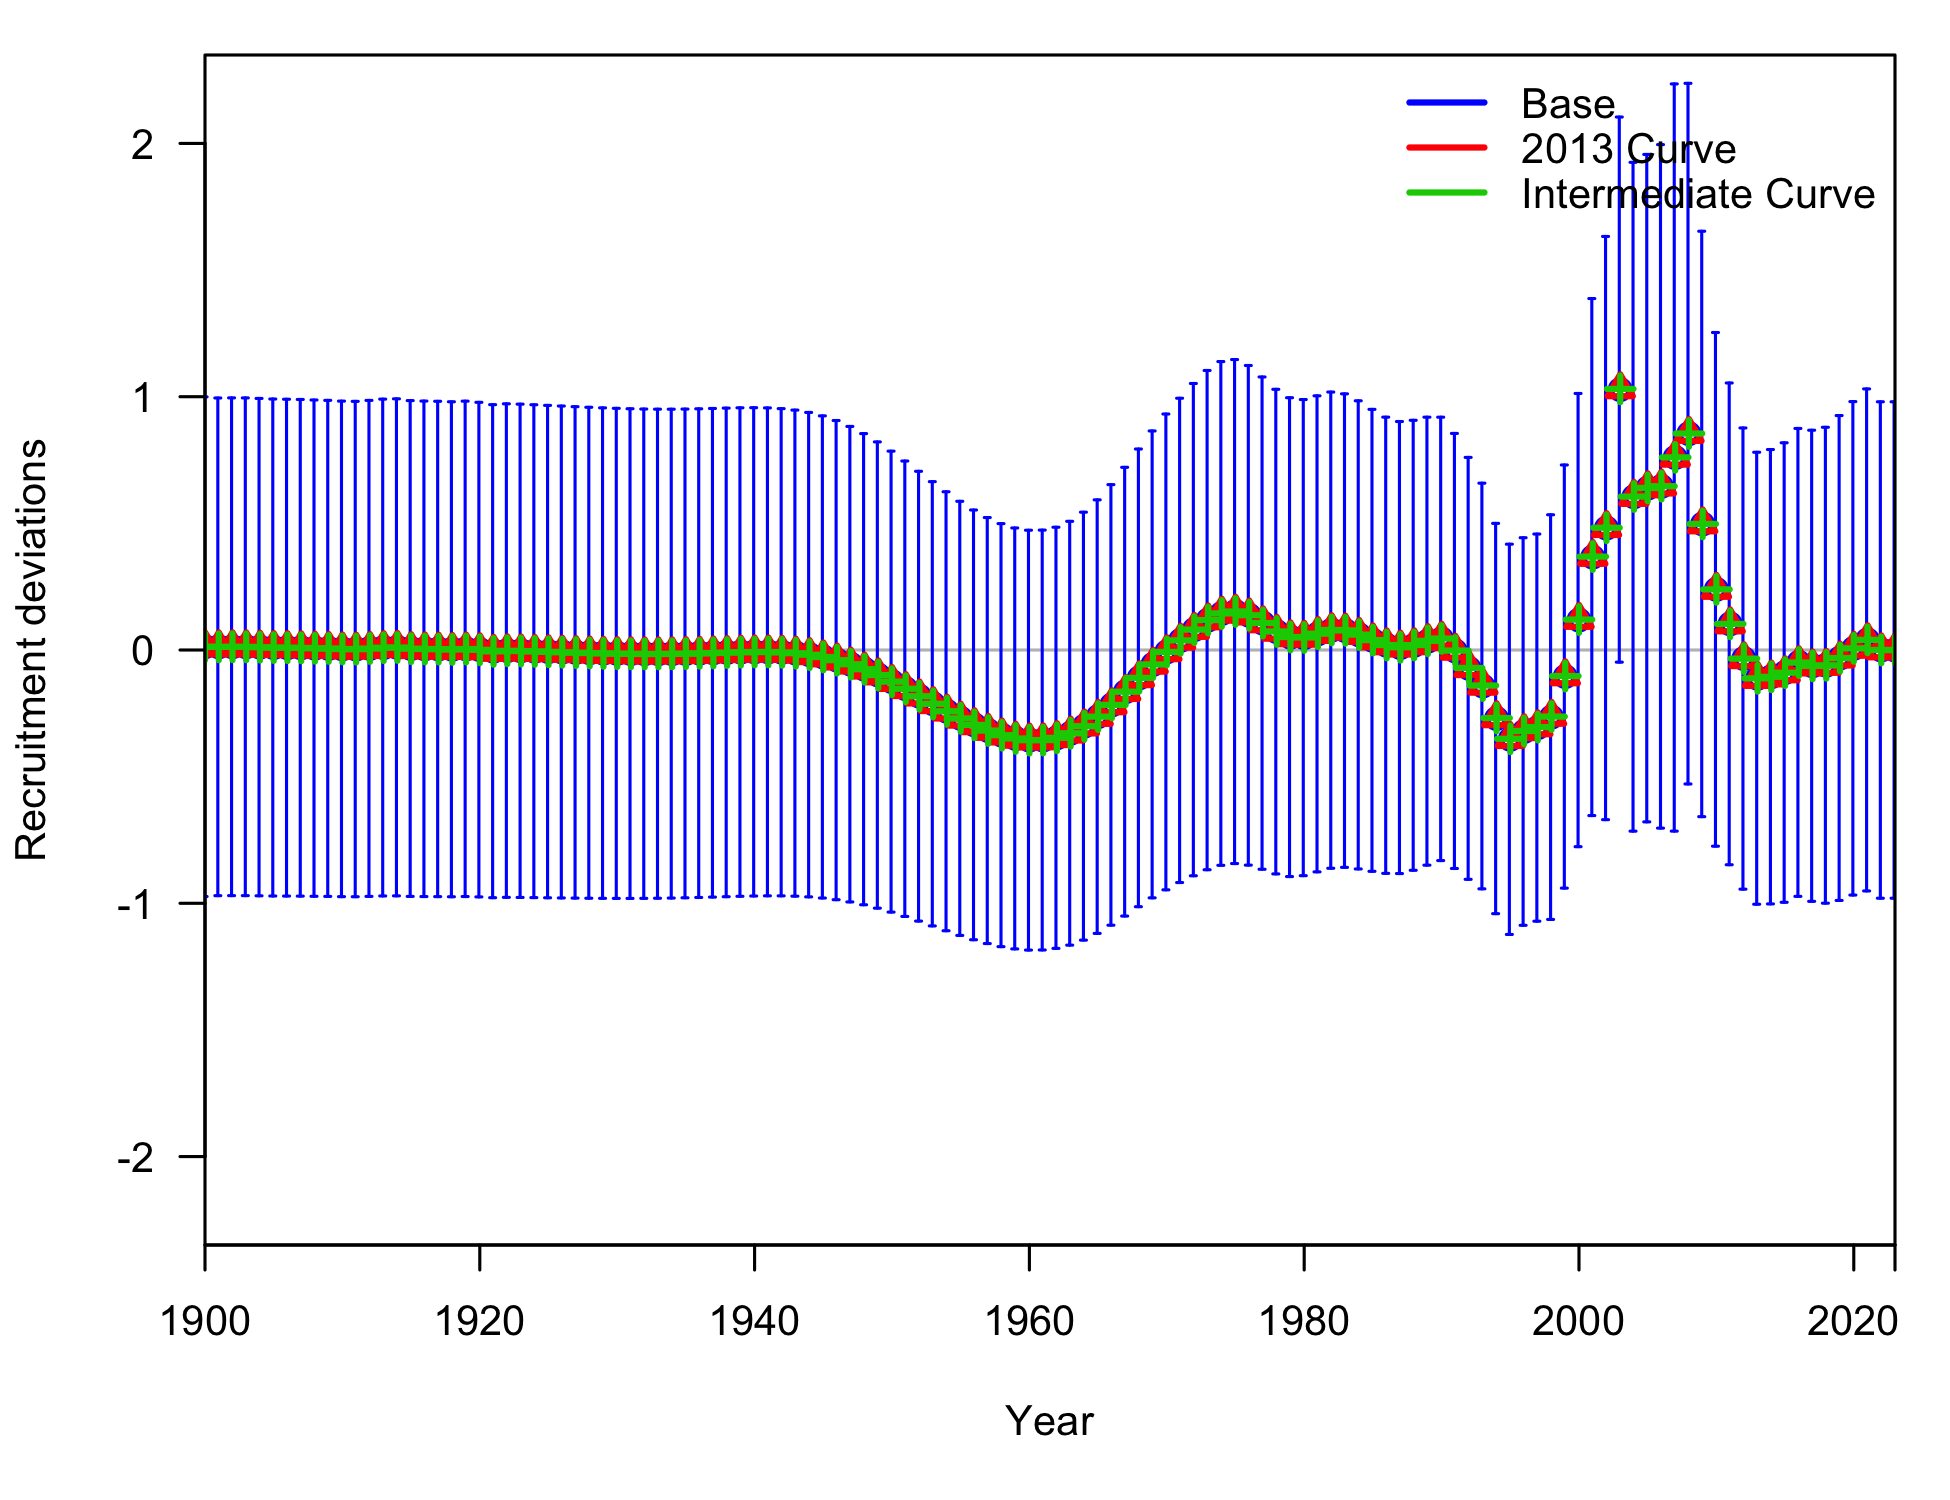 Base
2013 Curve
Intermediate Curve
2
1
0
-1
-2
Recruitment deviations
1900
1920
1940
1960
1980
2000
2020
Year